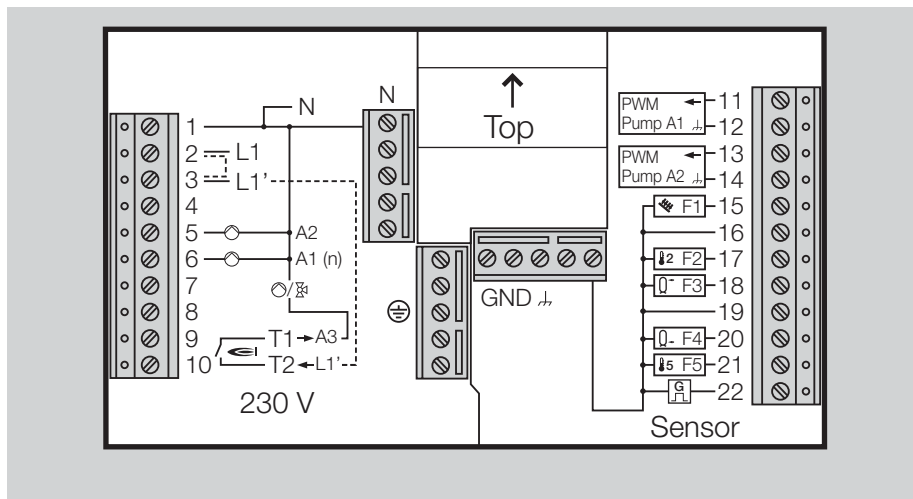 1 N
2 L1
3 L1'
4
5 A2
6 A1 (n)
7
8
9 T1 A3
10 T2 L1'
230 V
N
Top
GND
PWM 11
Pump A1 12
PWM 13
Pump A2 14
F1 15
16
2 F2 17
F3 18
19
F4 20
5 F5 21
G 22
Sensor